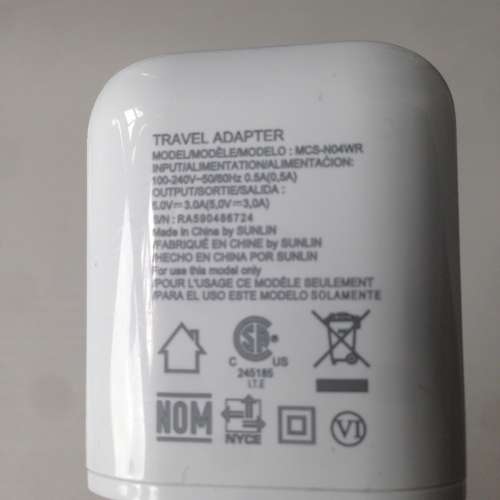 TRAVEL ADAPTER
MODEL/MODÈLE/MODELO : MCS-N04WR
INPUT/ALIMENTATION/ALIMENTACIÓN:
100-240V~50/60Hz 0.5A(0,5A)
OUTPUT/SORTIE/SALIDA :
5.0V⎓3.0A(5,0V⎓3,0A)
S/N : RA590486724
Made in China by SUNLIN
/FABRIQUÉ EN CHINE by SUNLIN
/HECHO EN CHINA POR SUNLIN
For use this model only
/POUR L'USAGE CE MODÈLE SEULEMENT
/PARA EL USO ESTE MODELO SOLAMENTE
C SA ® US
245185
I.T.E
NOM NYCE VI